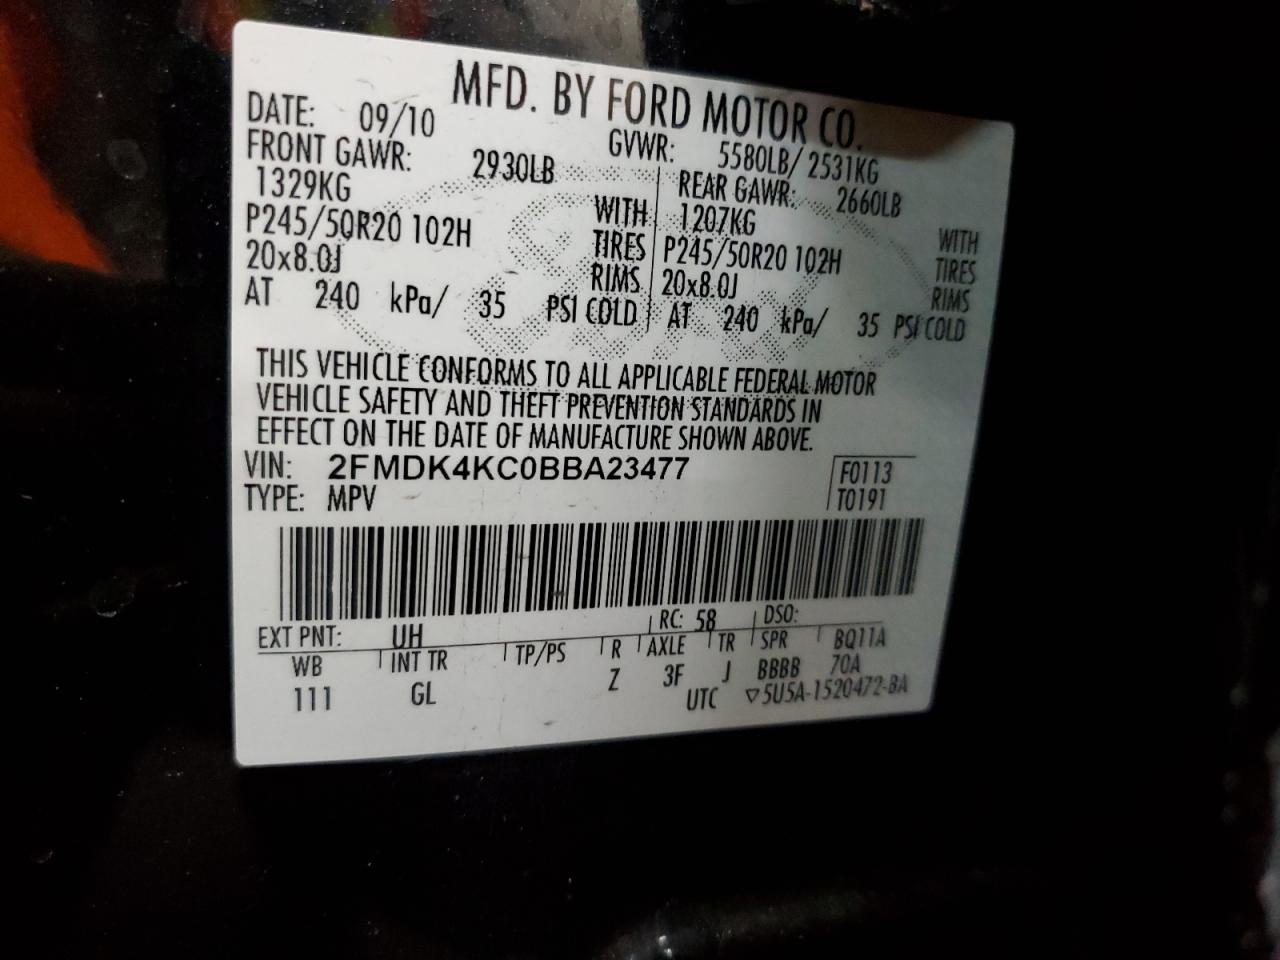 MFD. BY FORD MOTOR CO.
DATE: 09/10 GVWR: 5580LB/ 2531KG
FRONT GAWR: 2930LB REAR GAWR: 2660LB
1329KG WITH 1207KG WITH
P245/50R20 102H TIRES P245/50R20 102H TIRES
20x8.0J RIMS 20x8.0J RIMS
AT 240 kPa/ 35 PSI COLD AT 240 kPa/ 35 PSI COLD
THIS VEHICLE CONFORMS TO ALL APPLICABLE FEDERAL MOTOR
VEHICLE SAFETY AND THEFT PREVENTION STANDARDS IN
EFFECT ON THE DATE OF MANUFACTURE SHOWN ABOVE.
VIN: 2FMDK4KC0BBA23477 F0113
TYPE: MPV T0191
EXT PNT: UH RC: 58 DSO:
WB INT TR TP/PS R AXLE TR SPR BQ11A
111 GL Z 3F J BBBB 70A
UTC ▽5U5A-1520472-BA